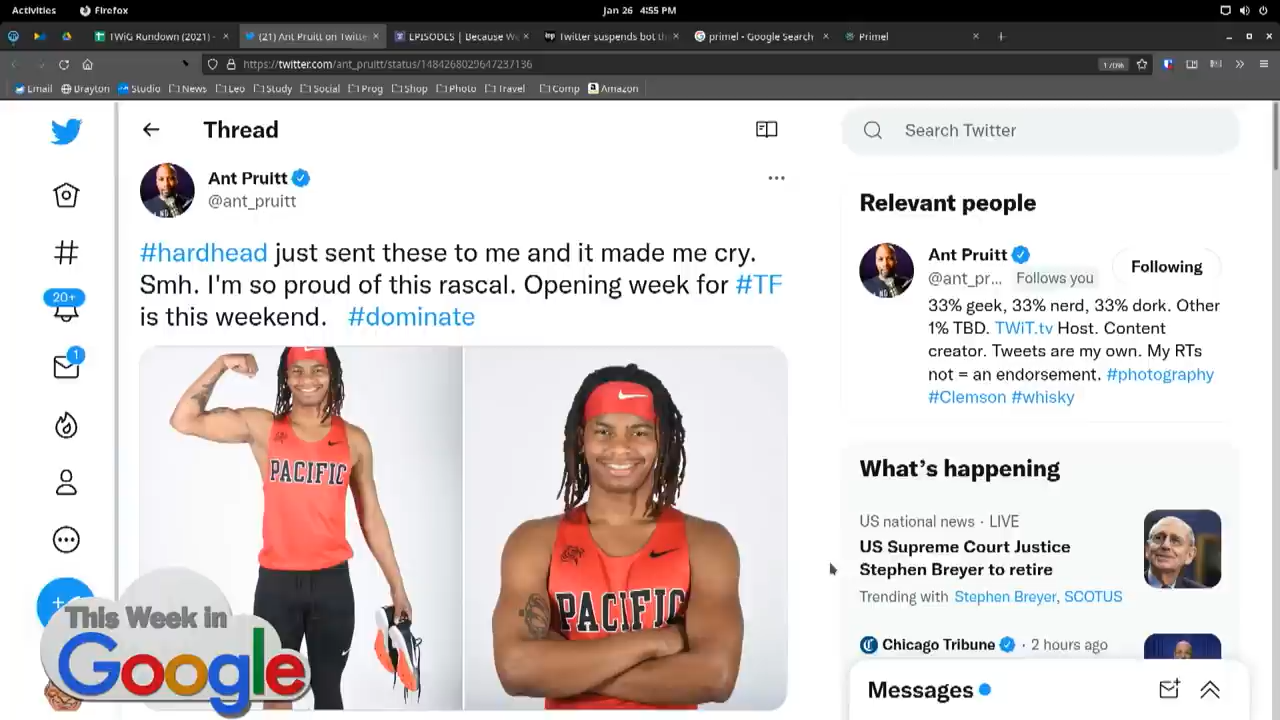 Activities
Firefox
Jan 26 4:55 PM
TWiG Rundown (2021) -
(21) Ant Pruitt on Twitte
EPISODES | Because W
Twitter suspends bot th
primel - Google Search
Primel
https://twitter.com/ant_pruitt/status/1484268029647237136
170%
Email
Brayton
Studio
News
Leo
Study
Social
Prog
Shop
Photo
Travel
Comp
Amazon
Thread
Search Twitter
Ant Pruitt
@ant_pruitt
#hardhead just sent these to me and it made me cry.
Smh. I'm so proud of this rascal. Opening week for #TF
is this weekend. #dominate
20+
1
PACIFIC
PACIFIC
Relevant people
Ant Pruitt
@ant_pr... Follows you
Following
33% geek, 33% nerd, 33% dork. Other
1% TBD. TWiT.tv Host. Content
creator. Tweets are my own. My RTs
not = an endorsement. #photography
#Clemson #whisky
What's happening
US national news · LIVE
US Supreme Court Justice
Stephen Breyer to retire
Trending with Stephen Breyer, SCOTUS
Chicago Tribune · 2 hours ago
Messages
This Week in
Google